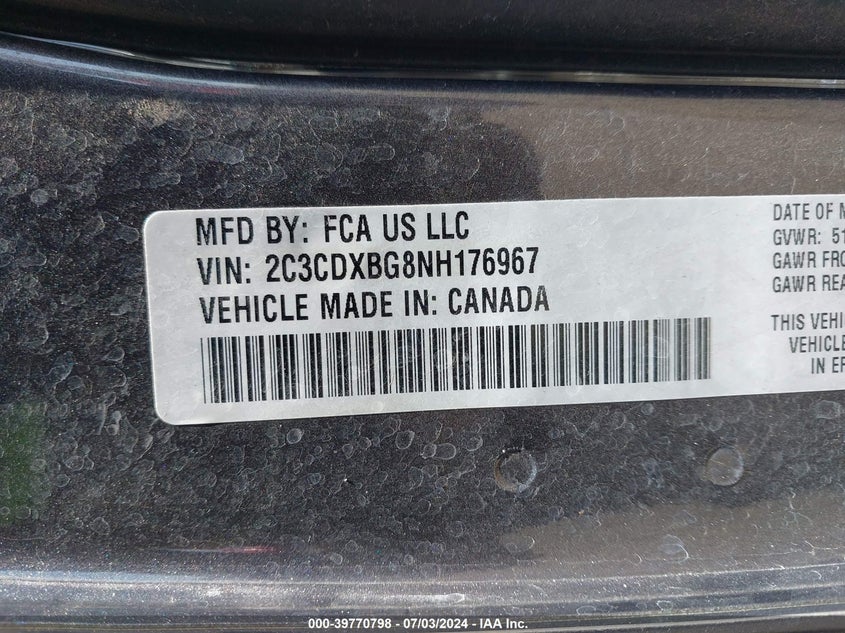 MFD BY: FCA US LLC
VIN: 2C3CDXBG8NH176967
VEHICLE MADE IN: CANADA
DATE OF M
GVWR: 51
GAWR FRO
GAWR REA
THIS VEHI
VEHICLE
IN EF
000-39770798 - 07/03/2024 - IAA Inc.